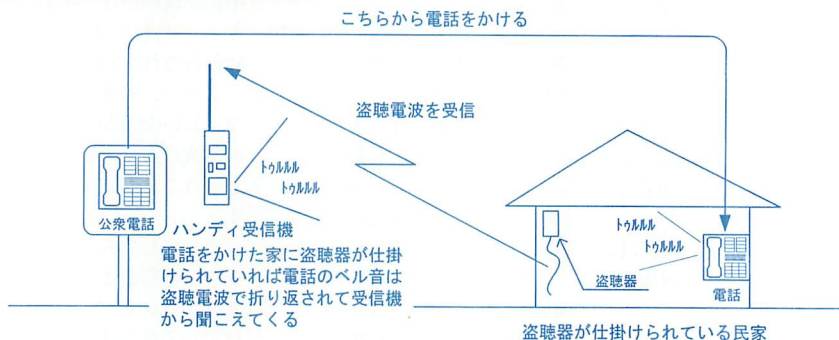 こちらから電話をかける
盗聴電波を受信
トゥルルル
トゥルルル
公衆電話
ハンディ受信機
電話をかけた家に盗聴器が仕掛
けられていれば電話のベル音は
盗聴電波で折り返されて受信機
から聞こえてくる
トゥルルル
トゥルルル
盗聴器
電話
盗聴器が仕掛けられている民家